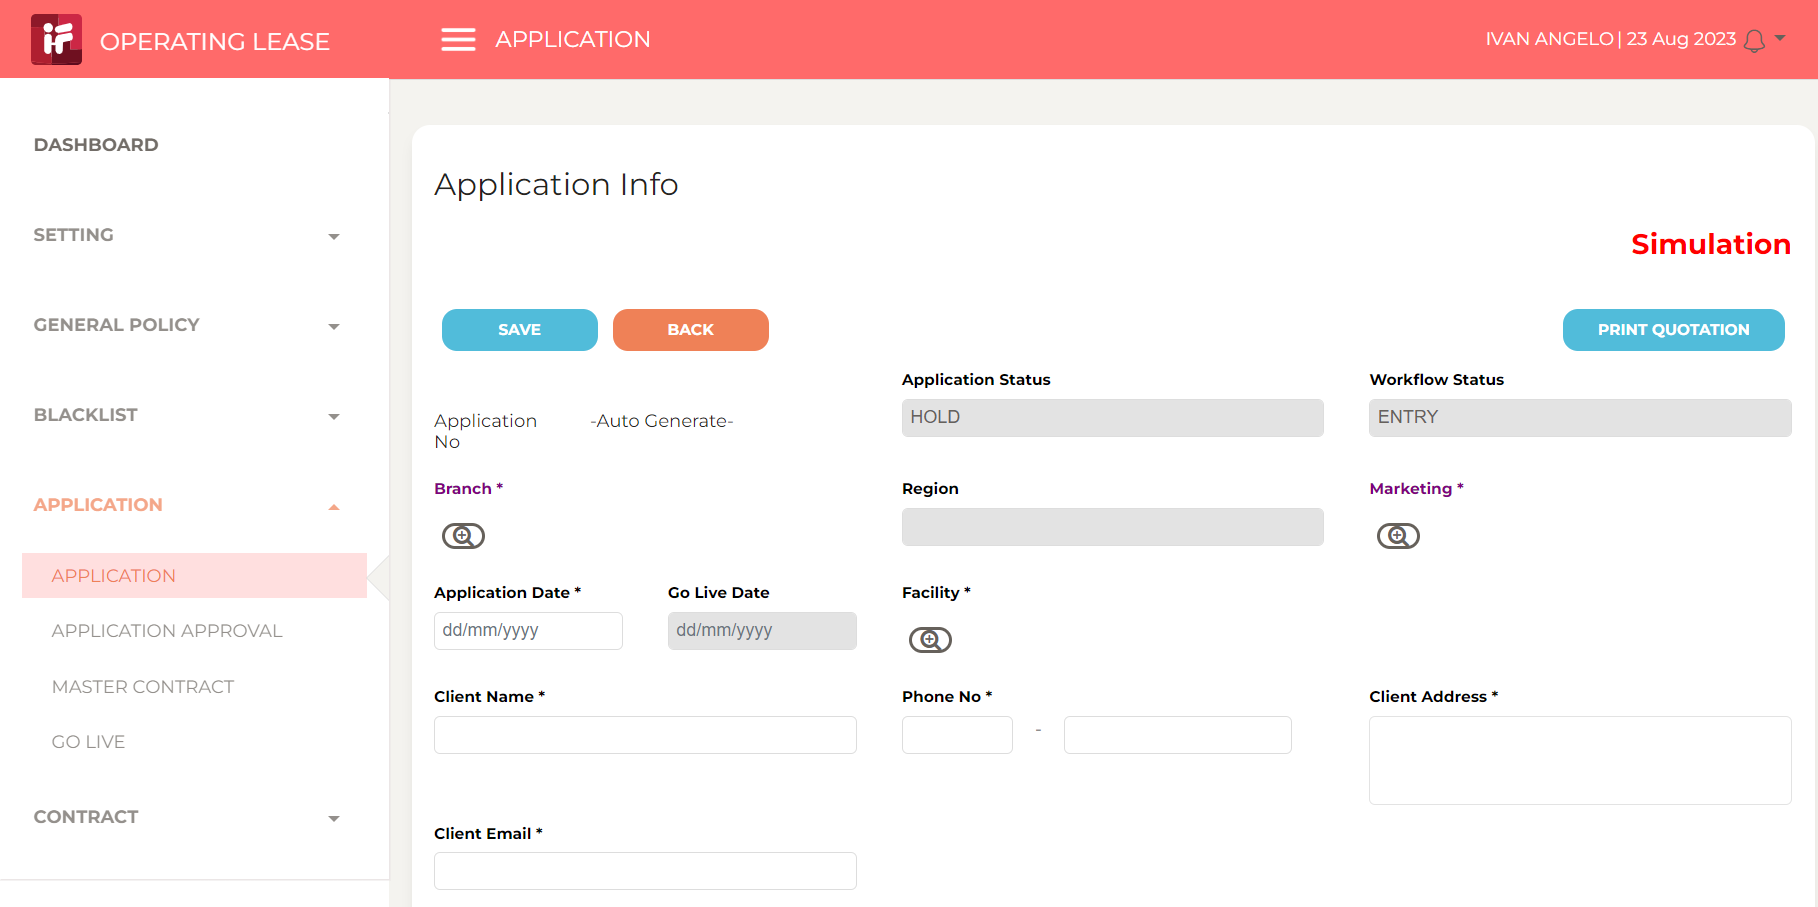 iF OPERATING LEASE
APPLICATION
IVAN ANGELO | 23 Aug 2023
DASHBOARD
SETTING
GENERAL POLICY
BLACKLIST
APPLICATION
APPLICATION
APPLICATION APPROVAL
MASTER CONTRACT
GO LIVE
CONTRACT
Application Info
Simulation
SAVE
BACK
PRINT QUOTATION
Application
No
-Auto Generate-
Application Status
HOLD
Workflow Status
ENTRY
Branch *
Region
Marketing *
Application Date *
dd/mm/yyyy
Go Live Date
dd/mm/yyyy
Facility *
Client Name *
Phone No *
-
Client Address *
Client Email *